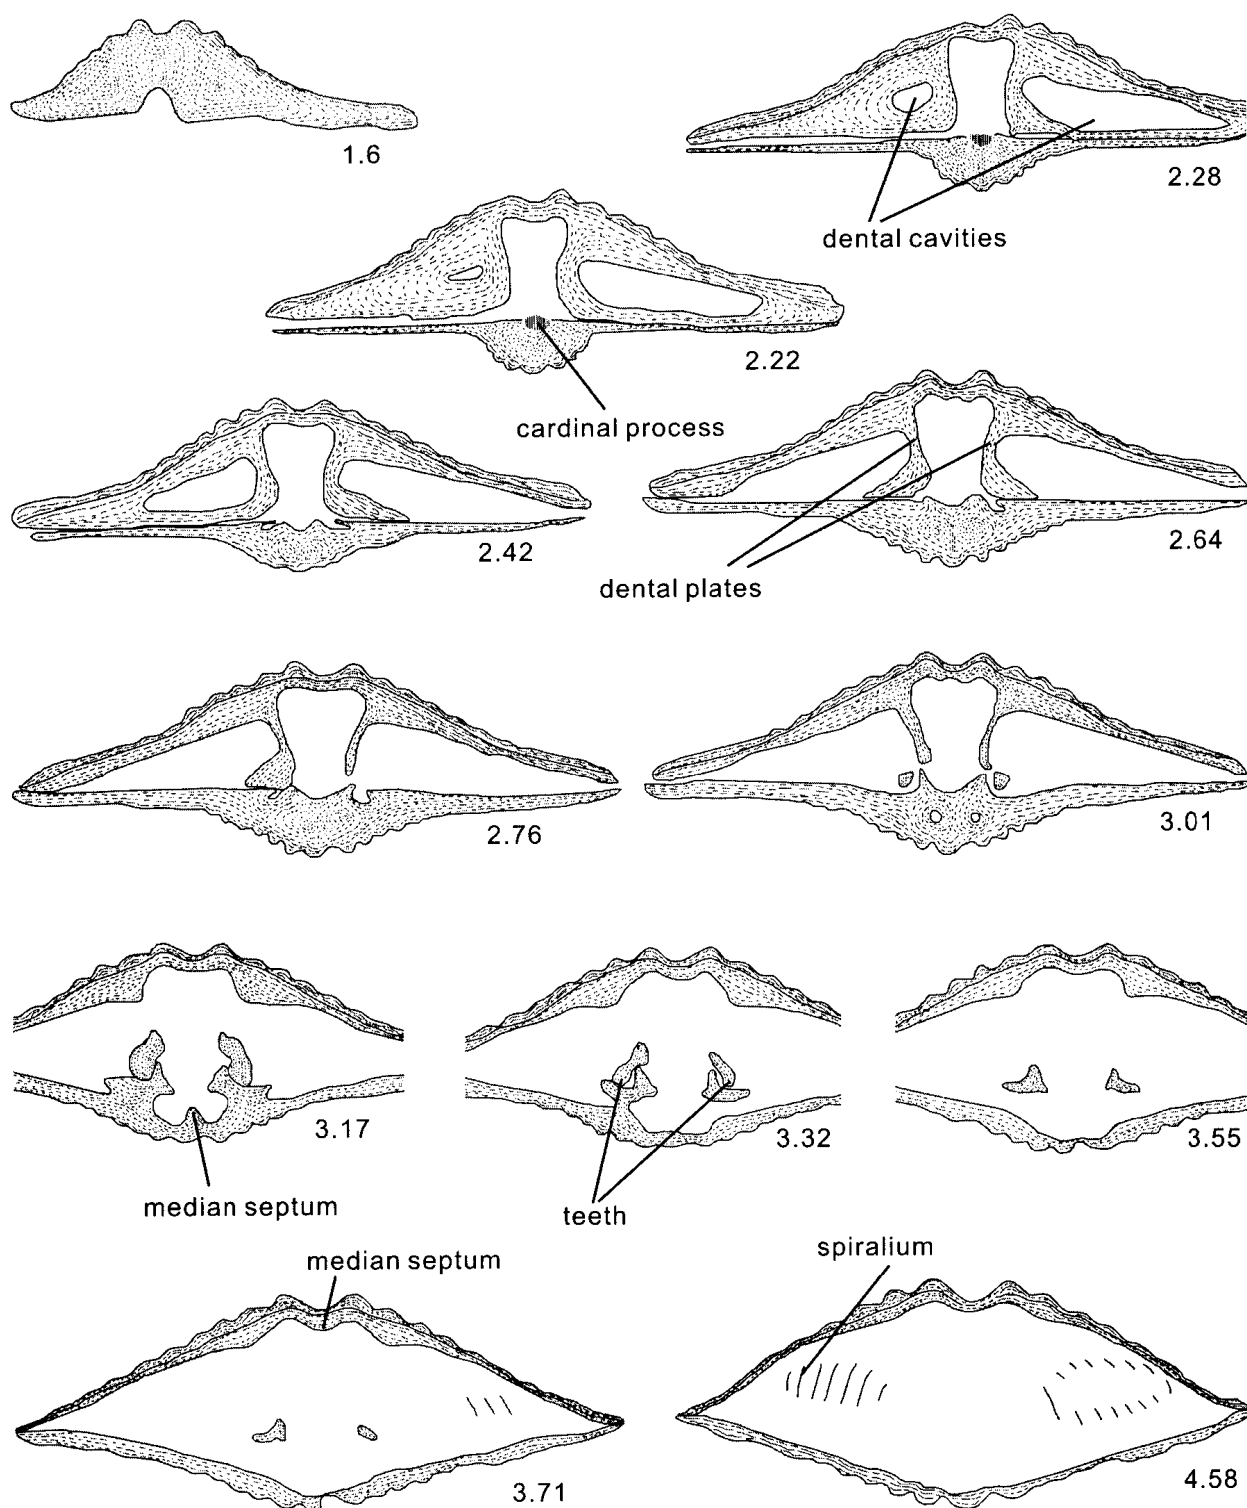 1.6
2.28
dental cavities
2.22
cardinal process
2.42
2.64
dental plates
2.76
3.01
3.17
3.32
3.55
median septum
teeth
median septum
spiralium
3.71
4.58